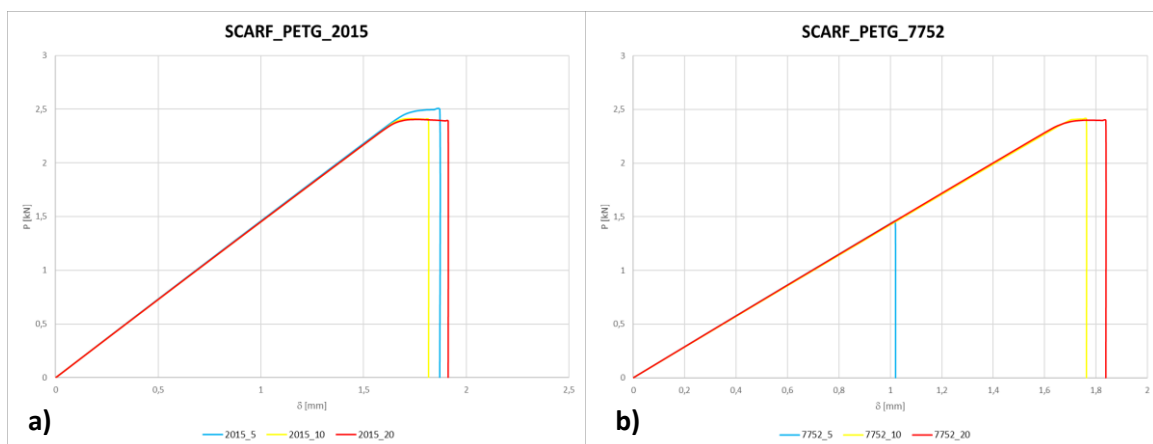 SCARF_PETG_2015
3
2,5
2
1,5
1
0,5
0
P [kN]
0 0,5 1 1,5 2 2,5
δ [mm]
a)
2015_5 2015_10 2015_20
SCARF_PETG_7752
3
2,5
2
1,5
1
0,5
0
P [kN]
0 0,2 0,4 0,6 0,8 1 1,2 1,4 1,6 1,8 2
δ [mm]
b)
7752_5 7752_10 7752_20